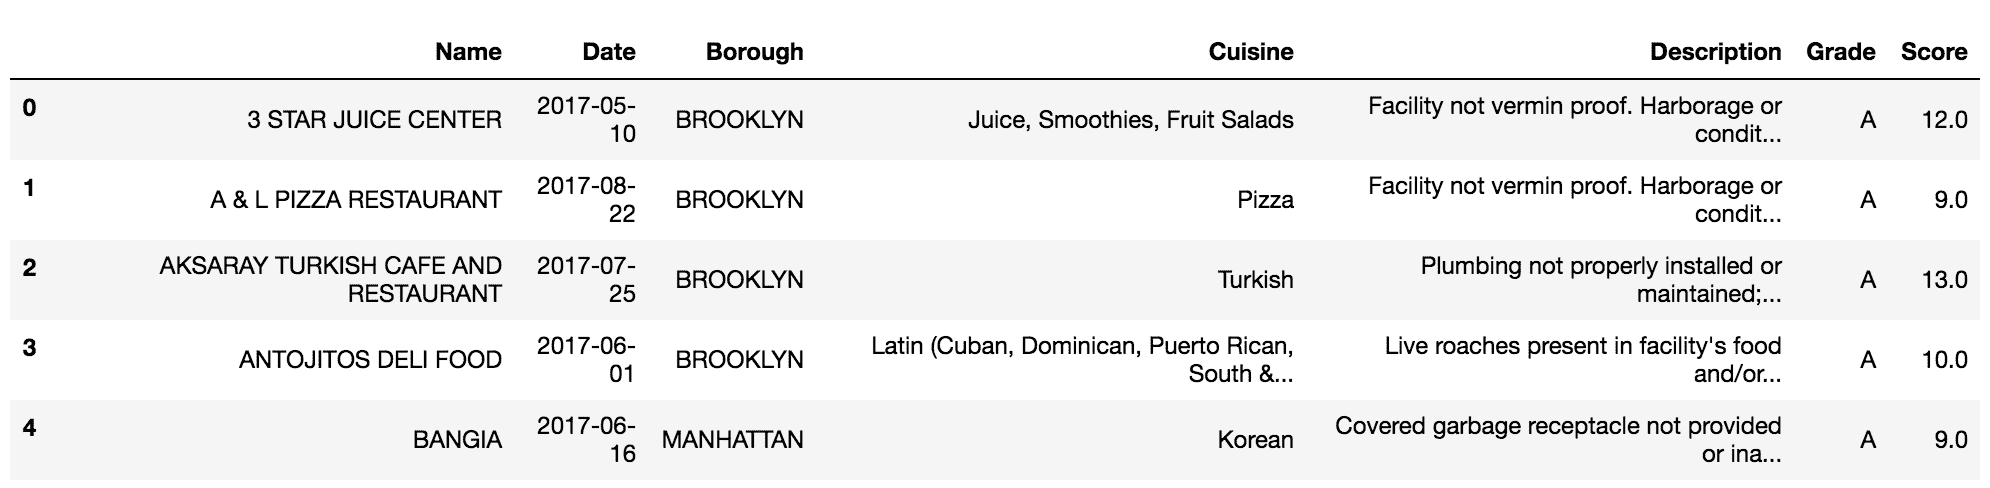 Name Date Borough Cuisine Description Grade Score
0 3 STAR JUICE CENTER 2017-05-10 BROOKLYN Juice, Smoothies, Fruit Salads Facility not vermin proof. Harborage or condit... A 12.0
1 A & L PIZZA RESTAURANT 2017-08-22 BROOKLYN Pizza Facility not vermin proof. Harborage or condit... A 9.0
2 AKSARAY TURKISH CAFE AND RESTAURANT 2017-07-25 BROOKLYN Turkish Plumbing not properly installed or maintained;... A 13.0
3 ANTOJITOS DELI FOOD 2017-06-01 BROOKLYN Latin (Cuban, Dominican, Puerto Rican, South &... Live roaches present in facility's food and/or... A 10.0
4 BANGIA 2017-06-16 MANHATTAN Korean Covered garbage receptacle not provided or ina... A 9.0